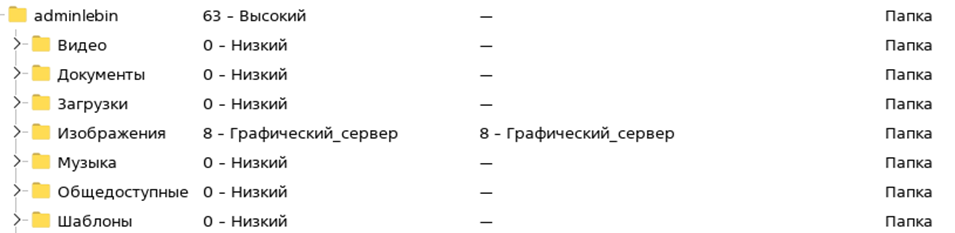 adminlebin 63 - Высокий — Папка
Видео 0 - Низкий — Папка
Документы 0 - Низкий — Папка
Загрузки 0 - Низкий — Папка
Изображения 8 - Графический_сервер 8 - Графический_сервер Папка
Музыка 0 - Низкий — Папка
Общедоступные 0 - Низкий — Папка
Шаблоны 0 - Низкий — Папка